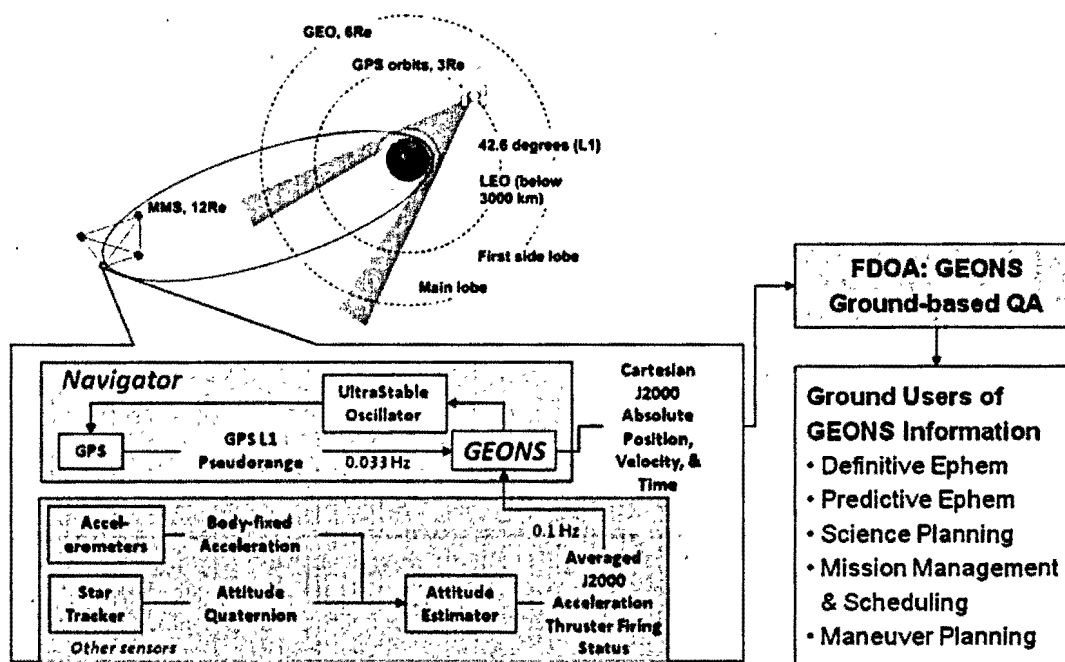 GEO, 6Re
GPS orbits, 3Re
42.6 degrees (L1)
LEO (below
3000 km)
MMS, 12Re
First side lobe
Main lobe
FDOA: GEONS
Ground-based QA
Navigator
UltraStable
Oscillator
GPS
GPS L1
Pseudorange
0.033 Hz
GEONS
Cartesian
J2000
Absolute
Position,
Velocity, &
Time
Accel-
erometers
Body-fixed
Acceleration
0.1 Hz
Star
Tracker
Attitude
Quaternion
Attitude
Estimator
Averaged
J2000
Acceleration
Thruster Firing
Status
Other sensors
Ground Users of
GEONS Information
• Definitive Ephem
• Predictive Ephem
• Science Planning
• Mission Management
& Scheduling
• Maneuver Planning